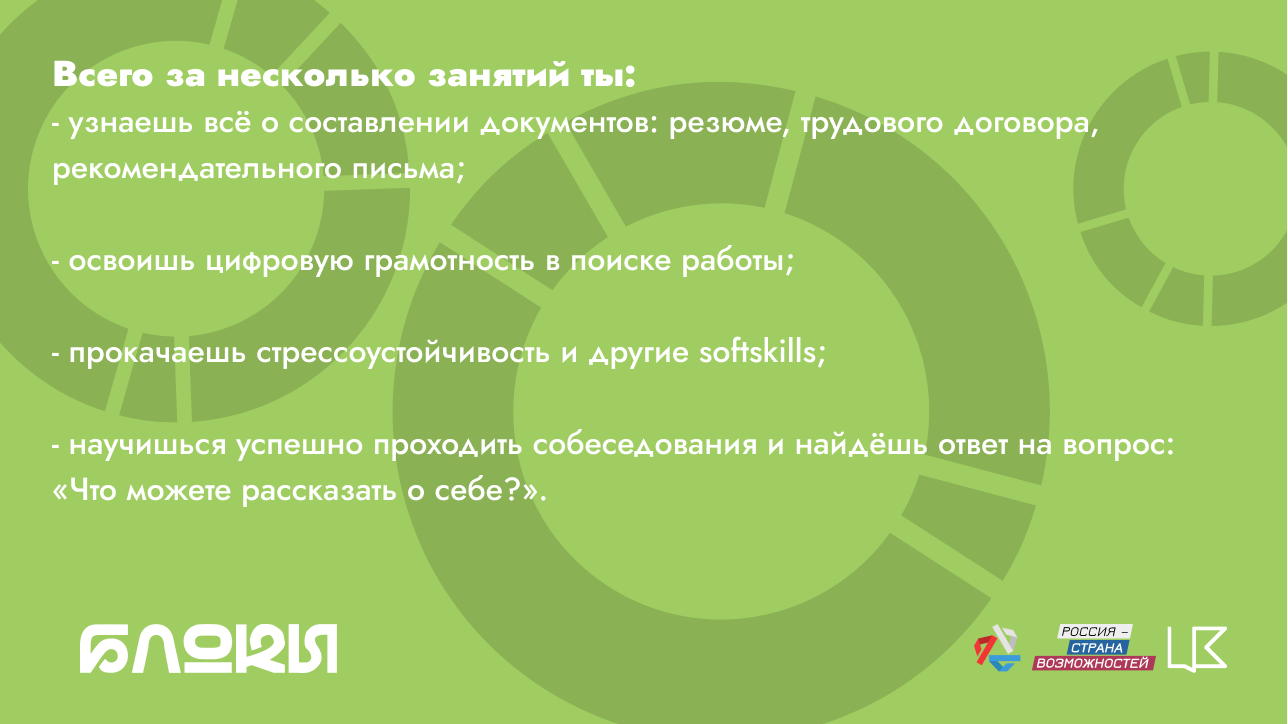 Всего за несколько занятий ты:
- узнаешь всё о составлении документов: резюме, трудового договора,
рекомендательного письма;
- освоишь цифровую грамотность в поиске работы;
- прокачаешь стрессоустойчивость и другие softskills;
- научишься успешно проходить собеседования и найдёшь ответ на вопрос:
«Что можете рассказать о себе?».
БЛОКИ
РОССИЯ –
СТРАНА
ВОЗМОЖНОСТЕЙ
ЦК